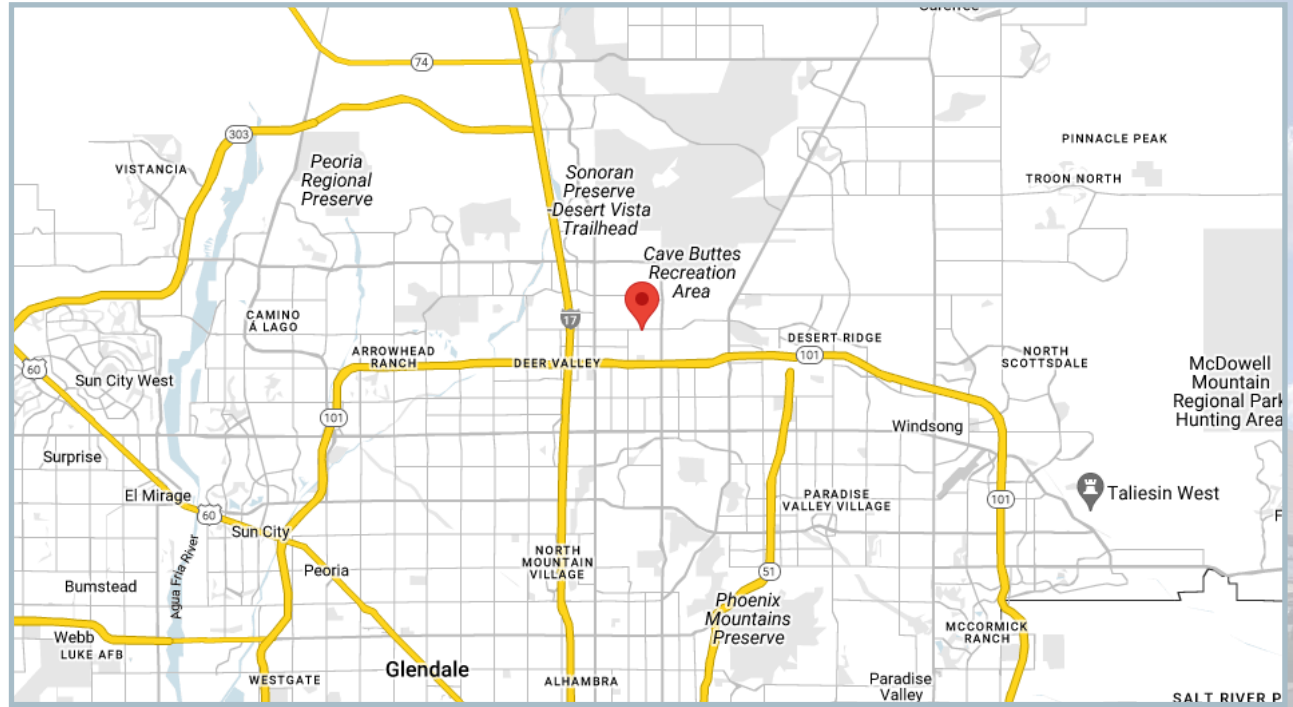 74
303
VISTANCIA
Peoria
Regional
Preserve
Sonoran
Preserve
-Desert Vista
Trailhead
PINNACLE PEAK
TROON NORTH
Cave Buttes
Recreation
Area
CAMINO
Á LAGO
17
ARROWHEAD
RANCH
DEER VALLEY
DESERT RIDGE
101
NORTH
SCOTTSDALE
McDowell
Mountain
Regional Park
Hunting Area
60
Sun City West
101
Windsong
Surprise
El Mirage
60
Sun City
PARADISE
VALLEY VILLAGE
101
Taliesin West
Agua Fria River
Bumstead
Peoria
NORTH
MOUNTAIN
VILLAGE
51
Phoenix
Mountains
Preserve
MCCORMICK
RANCH
Webb
LUKE AFB
WESTGATE
Glendale
ALHAMBRA
Paradise
Valley
SALT RIVER P